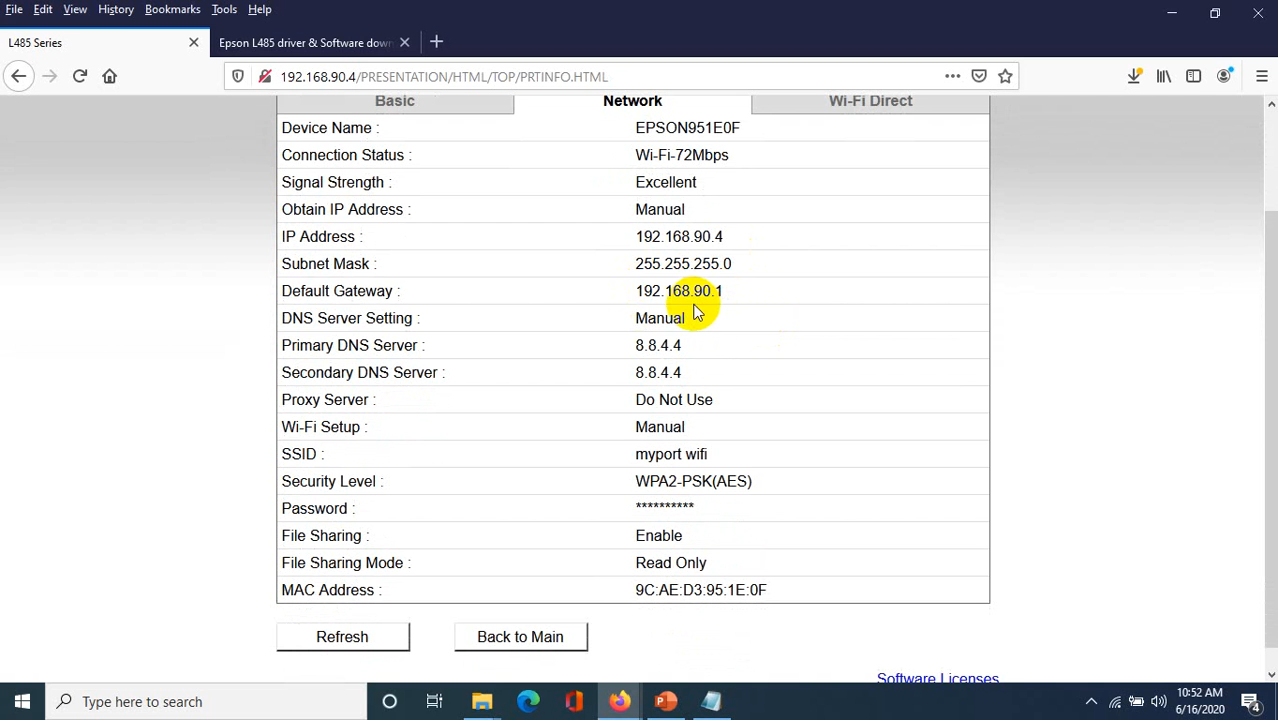 File Edit View History Bookmarks Tools Help
L485 Series
Epson L485 driver & Software dow
192.168.90.4/PRESENTATION/HTML/TOP/PRTINFO.HTML
Basic Network Wi-Fi Direct
Device Name : EPSON951E0F
Connection Status : Wi-Fi-72Mbps
Signal Strength : Excellent
Obtain IP Address : Manual
IP Address : 192.168.90.4
Subnet Mask : 255.255.255.0
Default Gateway : 192.168.90.1
DNS Server Setting : Manual
Primary DNS Server : 8.8.4.4
Secondary DNS Server : 8.8.4.4
Proxy Server : Do Not Use
Wi-Fi Setup : Manual
SSID : myport wifi
Security Level : WPA2-PSK(AES)
Password : **********
File Sharing : Enable
File Sharing Mode : Read Only
MAC Address : 9C:AE:D3:95:1E:0F
Refresh Back to Main
Software Licenses
Type here to search
10:52 AM
6/16/2020
4